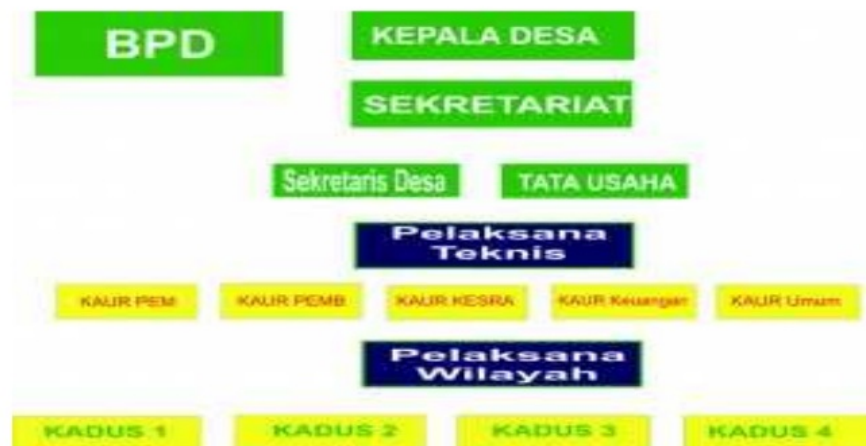 BPD
KEPALA DESA
SEKRETARIAT
Sekretaris Desa
TATA USAHA
Pelaksana
Teknis
KAUR PEM
KAUR PEMB
KAUR KESRA
KAUR Keuangan
KAUR Umum
Pelaksana
Wilayah
KADUS 1
KADUS 2
KADUS 3
KADUS 4